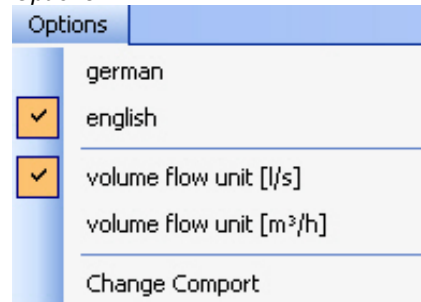 Options
german
english
volume flow unit [l/s]
volume flow unit [m³/h]
Change Comport